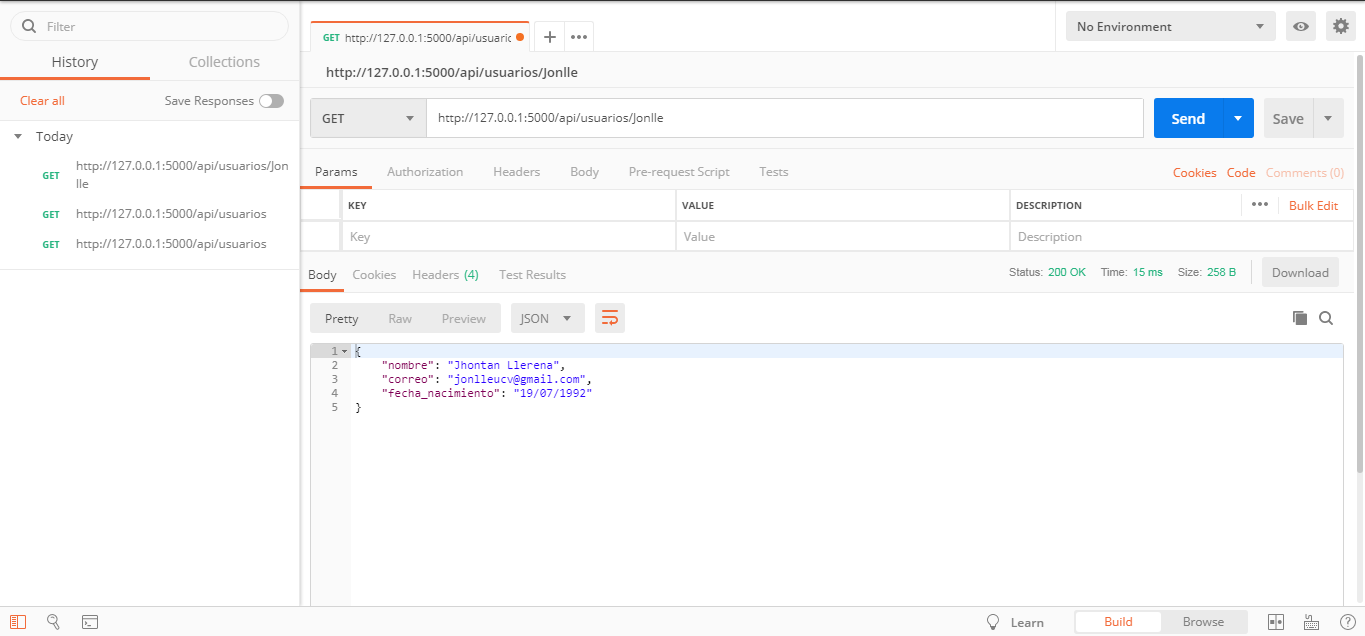 Filter
History
Collections
Clear all
Save Responses
Today
GET
http://127.0.0.1:5000/api/usuarios/Jon
lle
GET http://127.0.0.1:5000/api/usuarios
GET http://127.0.0.1:5000/api/usuarios
GET http://127.0.0.1:5000/api/usuaric
No Environment
http://127.0.0.1:5000/api/usuarios/Jonlle
GET http://127.0.0.1:5000/api/usuarios/Jonlle
Send
Save
Params Authorization Headers Body Pre-request Script Tests
Cookies Code Comments (0)
KEY VALUE DESCRIPTION
Bulk Edit
Key Value Description
Body Cookies Headers (4) Test Results
Status: 200 OK Time: 15 ms Size: 258 B
Download
Pretty Raw Preview JSON
1 {
2 "nombre": "Jhontan Llerena",
3 "correo": "jonlleucv@gmail.com",
4 "fecha_nacimiento": "19/07/1992"
5 }
Learn
Build
Browse